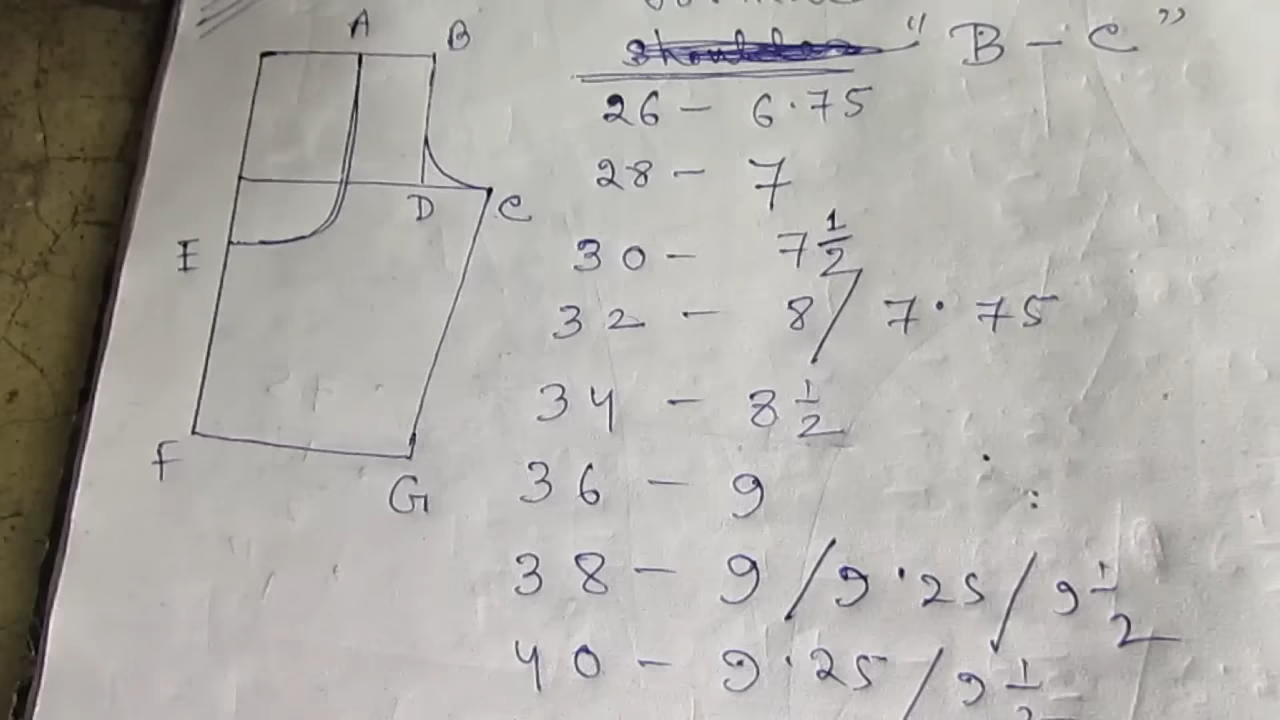 A B
"B - C"
26 - 6.75
28 - 7
D C
E
30 - 7 1/2
32 - 8 / 7.75
34 - 8 1/2
F
G
36 - 9
38 - 9 / 9.25 / 9 1/2
40 - 9.25 / 9 1/2